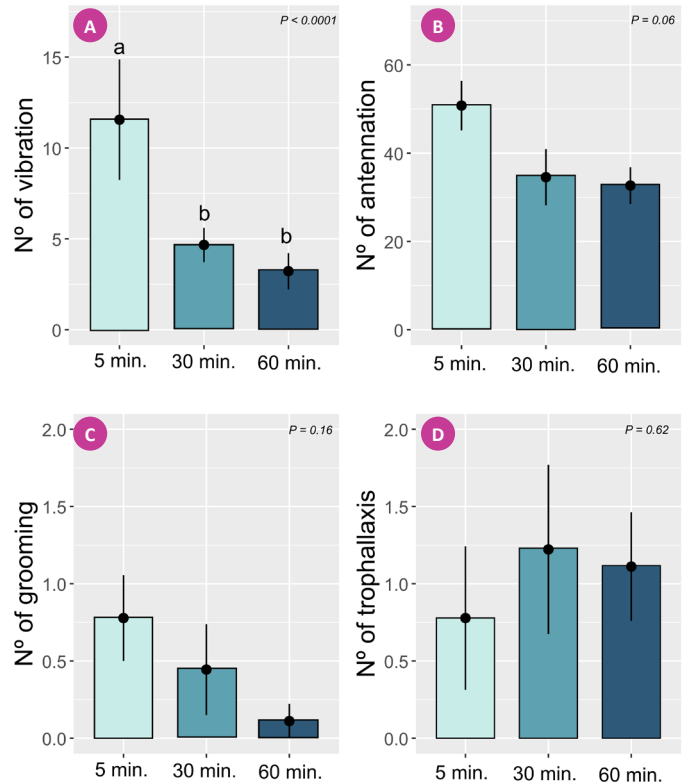 A
P < 0.0001
a
b
b
Nº of vibration
15
10
5
0
5 min. 30 min. 60 min.
B
P = 0.06
Nº of antennation
60
40
20
0
5 min. 30 min. 60 min.
C
P = 0.16
Nº of grooming
2.0
1.5
1.0
0.5
0.0
5 min. 30 min. 60 min.
D
P = 0.62
Nº of trophallaxis
2.0
1.5
1.0
0.5
0.0
5 min. 30 min. 60 min.